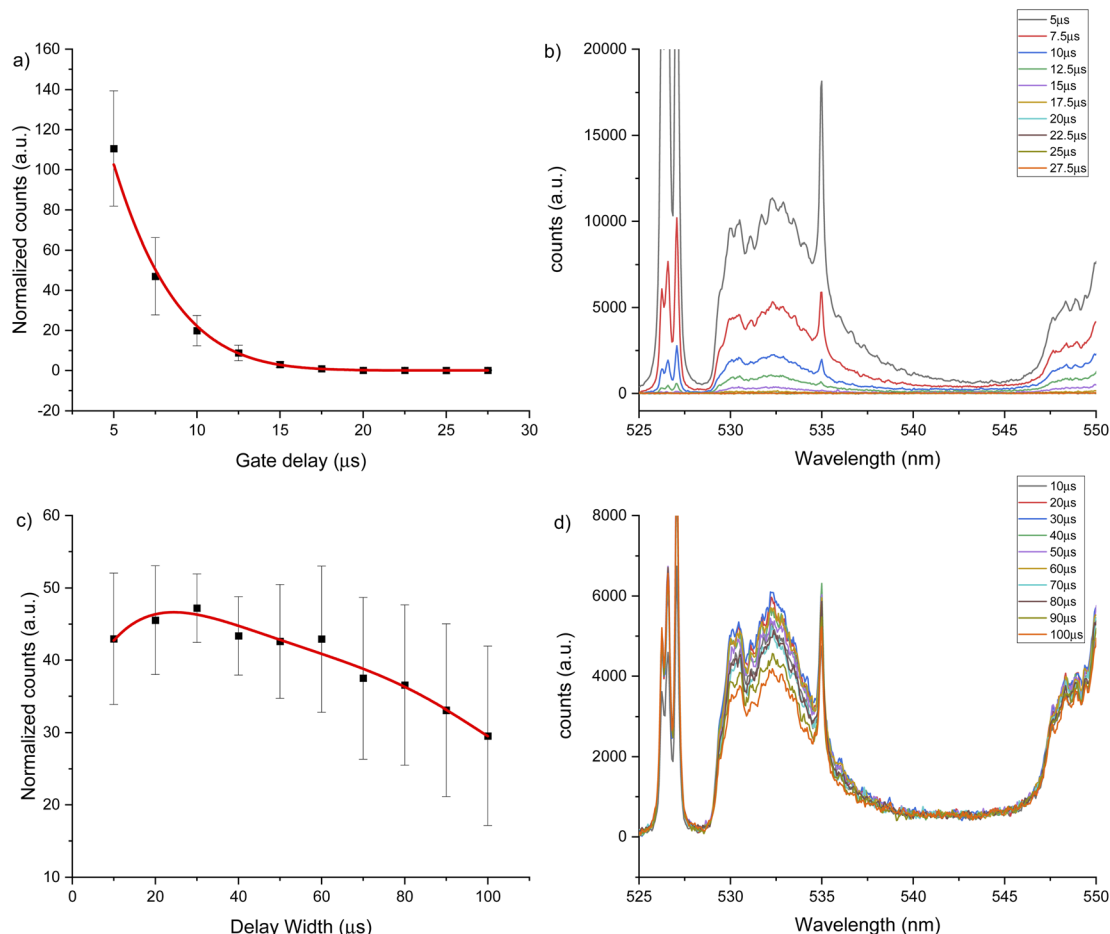 a)
160
140
120
100
80
60
40
20
0
-20
5
10
15
20
25
30
Normalized counts (a.u.)
Gate delay (μs)
b)
20000
15000
10000
5000
0
525
530
535
540
545
550
counts (a.u.)
Wavelength (nm)
5μs
7.5μs
10μs
12.5μs
15μs
17.5μs
20μs
22.5μs
25μs
27.5μs
c)
60
50
40
30
20
10
0
20
40
60
80
100
Normalized counts (a.u.)
Delay Width (μs)
d)
8000
6000
4000
2000
0
525
530
535
540
545
550
counts (a.u.)
Wavelength (nm)
10μs
20μs
30μs
40μs
50μs
60μs
70μs
80μs
90μs
100μs